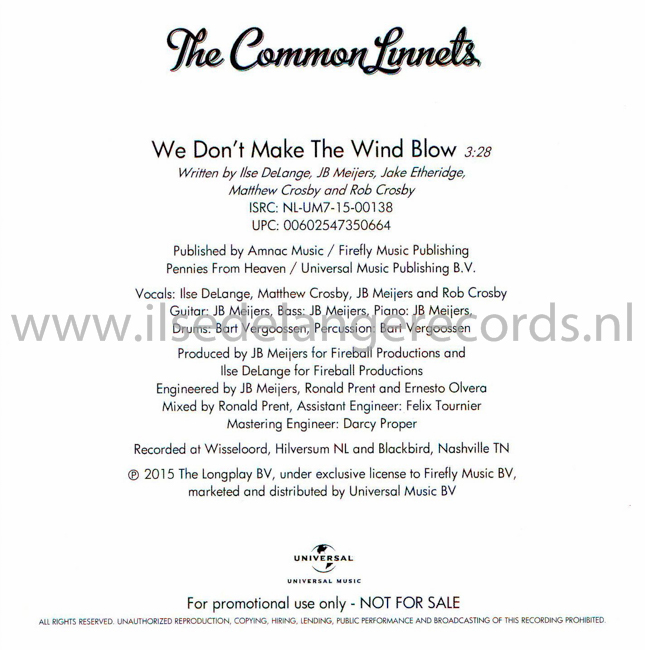 The Common Linnets
We Don't Make The Wind Blow 3:28
Written by Ilse DeLange, JB Meijers, Jake Etheridge,
Matthew Crosby and Rob Crosby
ISRC: NL-UM7-15-00138
UPC: 00602547350664
Published by Amnac Music / Firefly Music Publishing
Pennies From Heaven / Universal Music Publishing B.V.
Vocals: Ilse DeLange, Matthew Crosby, JB Meijers and Rob Crosby
Guitar: JB Meijers, Bass: JB Meijers, Piano: JB Meijers,
www.ilsedelangerecords.nl
Drums: Bart Vergoossen, Percussion: Bart Vergoossen
Produced by JB Meijers for Fireball Productions and
Ilse DeLange for Fireball Productions
Engineered by JB Meijers, Ronald Prent and Ernesto Olvera
Mixed by Ronald Prent, Assistant Engineer: Felix Tournier
Mastering Engineer: Darcy Proper
Recorded at Wisseloord, Hilversum NL and Blackbird, Nashville TN
℗ 2015 The Longplay BV, under exclusive license to Firefly Music BV,
marketed and distributed by Universal Music BV
UNIVERSAL
UNIVERSAL MUSIC
For promotional use only - NOT FOR SALE
ALL RIGHTS RESERVED. UNAUTHORIZED REPRODUCTION, COPYING, HIRING, LENDING, PUBLIC PERFORMANCE AND BROADCASTING OF THIS RECORDING PROHIBITED.